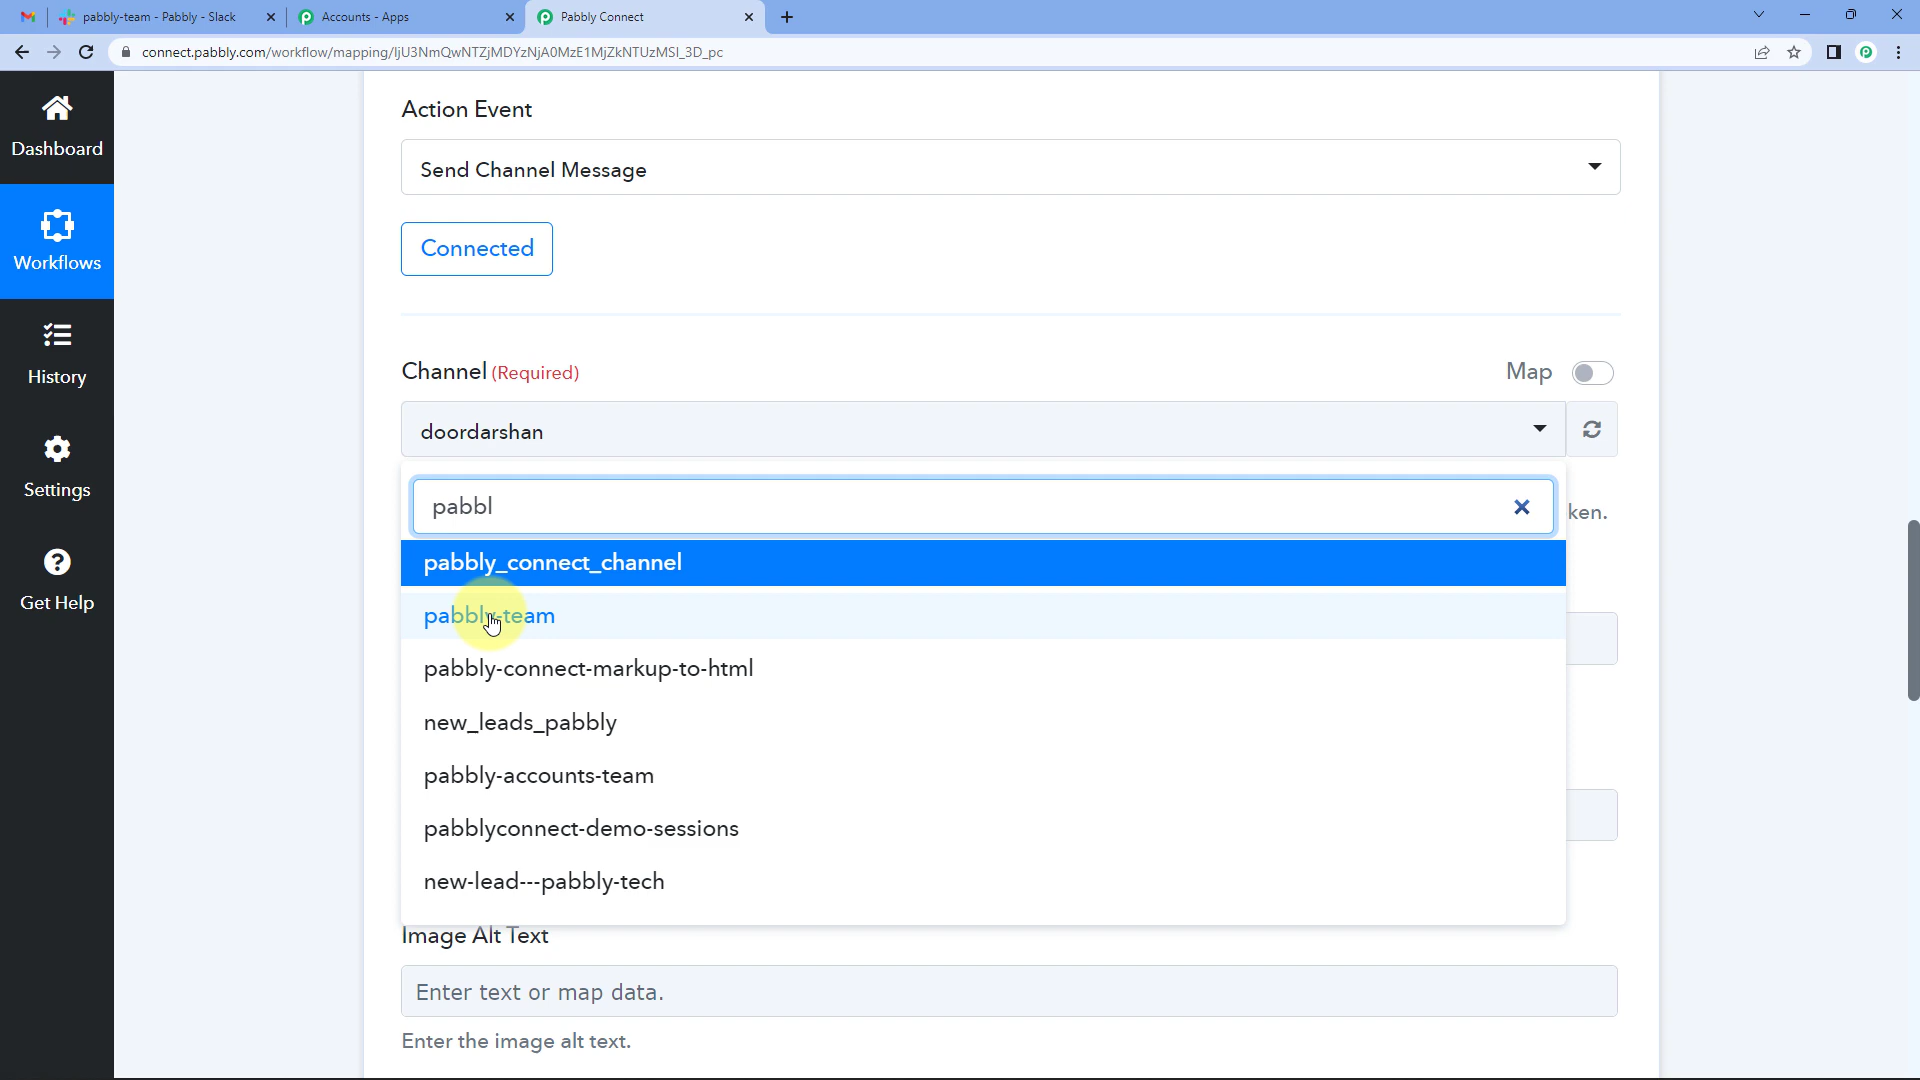 pabbly-team - Pabbly - Slack
Accounts - Apps
Pabbly Connect
connect.pabbly.com/workflow/mapping/IjU3NmQwNTZjMDYzNjA0MzE1MjZkNTUzMSI_3D_pc
Dashboard
Workflows
History
Settings
Get Help
Action Event
Send Channel Message
Connected
Channel (Required)
Map
doordarshan
pabbl
ken.
pabbly_connect_channel
pabbly-team
pabbly-connect-markup-to-html
new_leads_pabbly
pabbly-accounts-team
pabblyconnect-demo-sessions
new-lead---pabbly-tech
Image Alt Text
Enter text or map data.
Enter the image alt text.